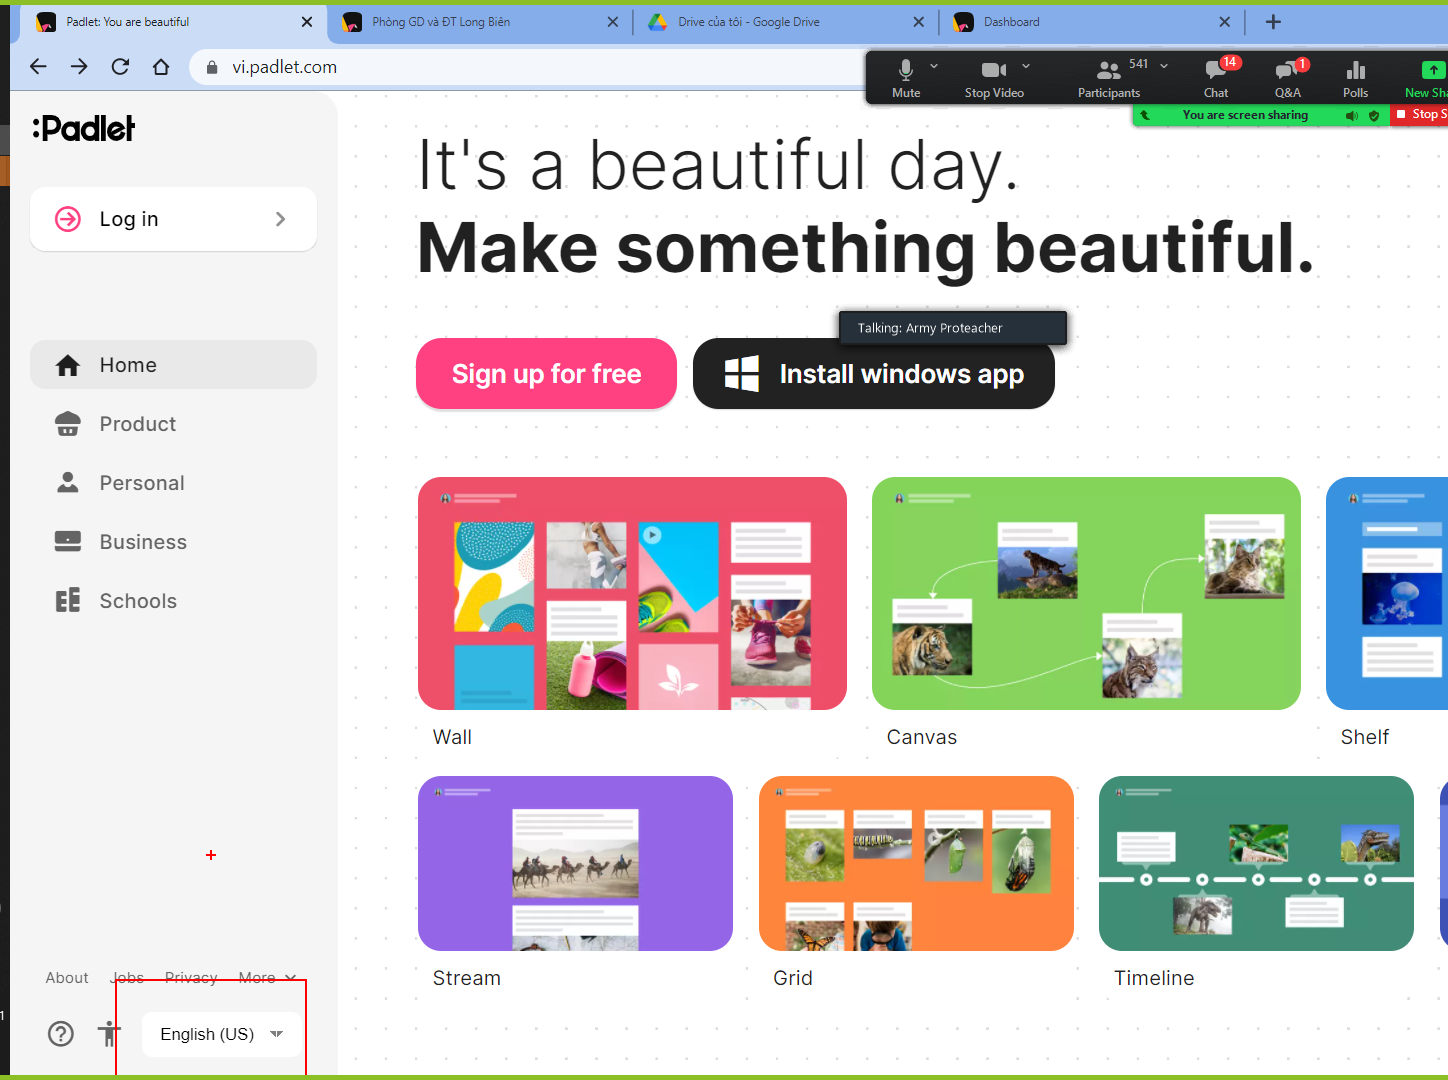 Padlet: You are beautiful
Phòng GD và ĐT Long Biên
Drive của tôi - Google Drive
Dashboard
vi.padlet.com
541
14
1
Mute
Stop Video
Participants
Chat
Q&A
Polls
New Sha
You are screen sharing
Stop S
:Padlet
Log in
Home
Product
Personal
Business
Schools
It's a beautiful day.
Make something beautiful.
Talking: Army Proteacher
Sign up for free
Install windows app
Wall
Canvas
Shelf
Stream
Grid
Timeline
About Jobs Privacy More
English (US)